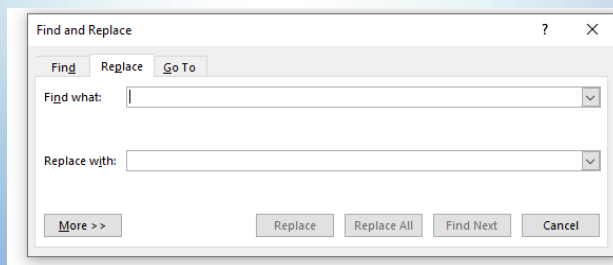 Find and Replace ? ×
Find Replace Go To
Find what:
Replace with:
More >> Replace Replace All Find Next Cancel